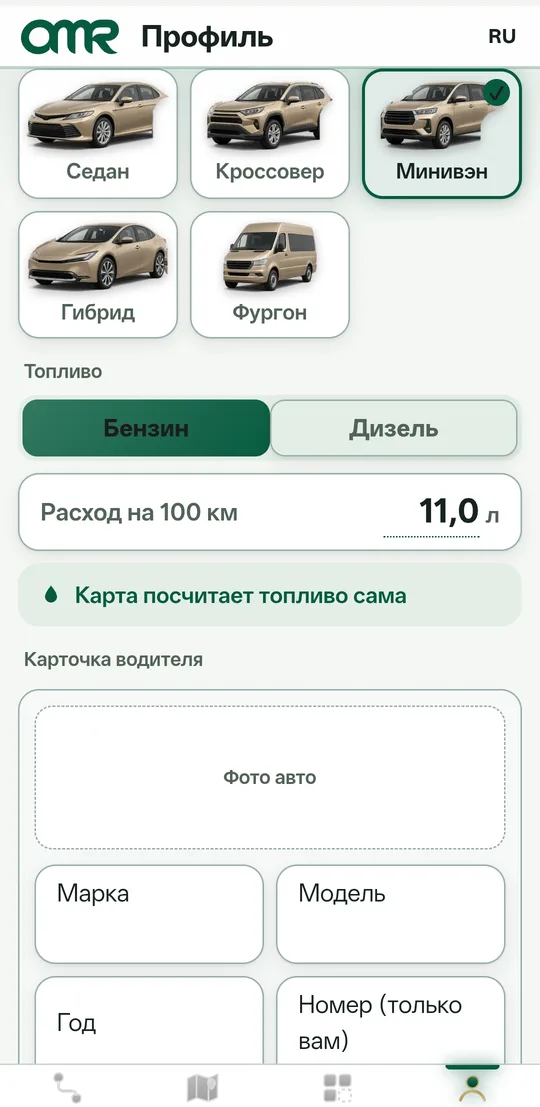 OMR Профиль RU
Седан Кроссовер Минивэн
Гибрид Фургон
Топливо
Бензин Дизель
Расход на 100 км 11,0 л
Карта посчитает топливо сама
Карточка водителя
Фото авто
Марка Модель
Год Номер (только
вам)